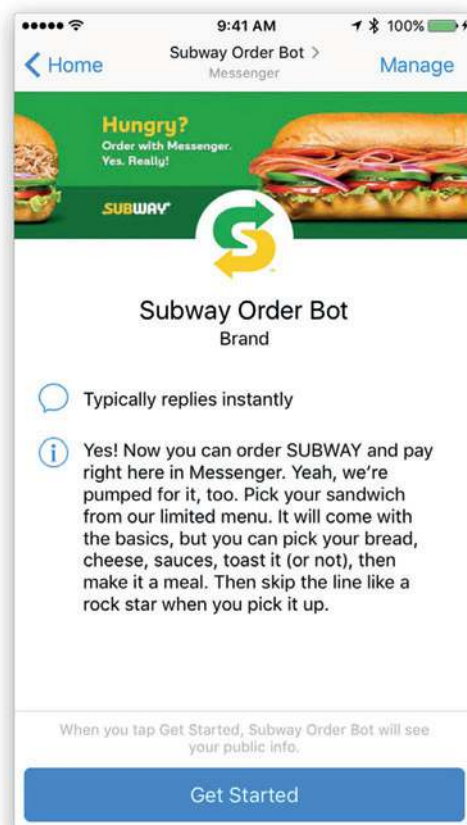 9:41 AM
100%
Home
Subway Order Bot >
Messenger
Manage
Hungry?
Order with Messenger.
Yes. Really!
SUBWAY
Subway Order Bot
Brand
Typically replies instantly
Yes! Now you can order SUBWAY and pay
right here in Messenger. Yeah, we're
pumped for it, too. Pick your sandwich
from our limited menu. It will come with
the basics, but you can pick your bread,
cheese, sauces, toast it (or not), then
make it a meal. Then skip the line like a
rock star when you pick it up.
When you tap Get Started, Subway Order Bot will see
your public info.
Get Started